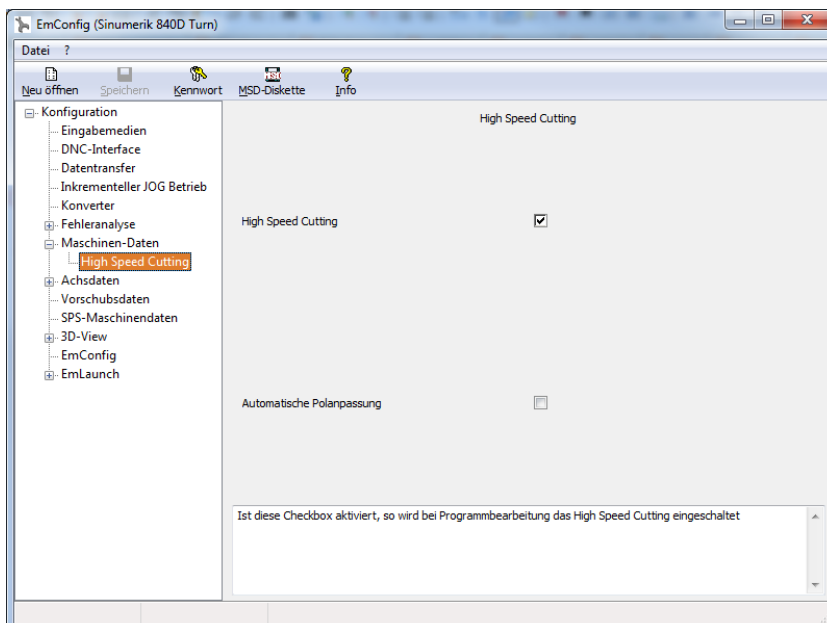 EmConfig (Sinumerik 840D Turn)
Datei ?
Neu öffnen Speichern Kennwort MSD-Diskette Info
Konfiguration
Eingabemedien
DNC-Interface
Datentransfer
Inkrementeller JOG Betrieb
Konverter
Fehleranalyse
Maschinen-Daten
High Speed Cutting
Achsdaten
Vorschubsdaten
SPS-Maschinendaten
3D-View
EmConfig
EmLaunch
High Speed Cutting
High Speed Cutting
Automatische Polanpassung
Ist diese Checkbox aktiviert, so wird bei Programmbearbeitung das High Speed Cutting eingeschaltet